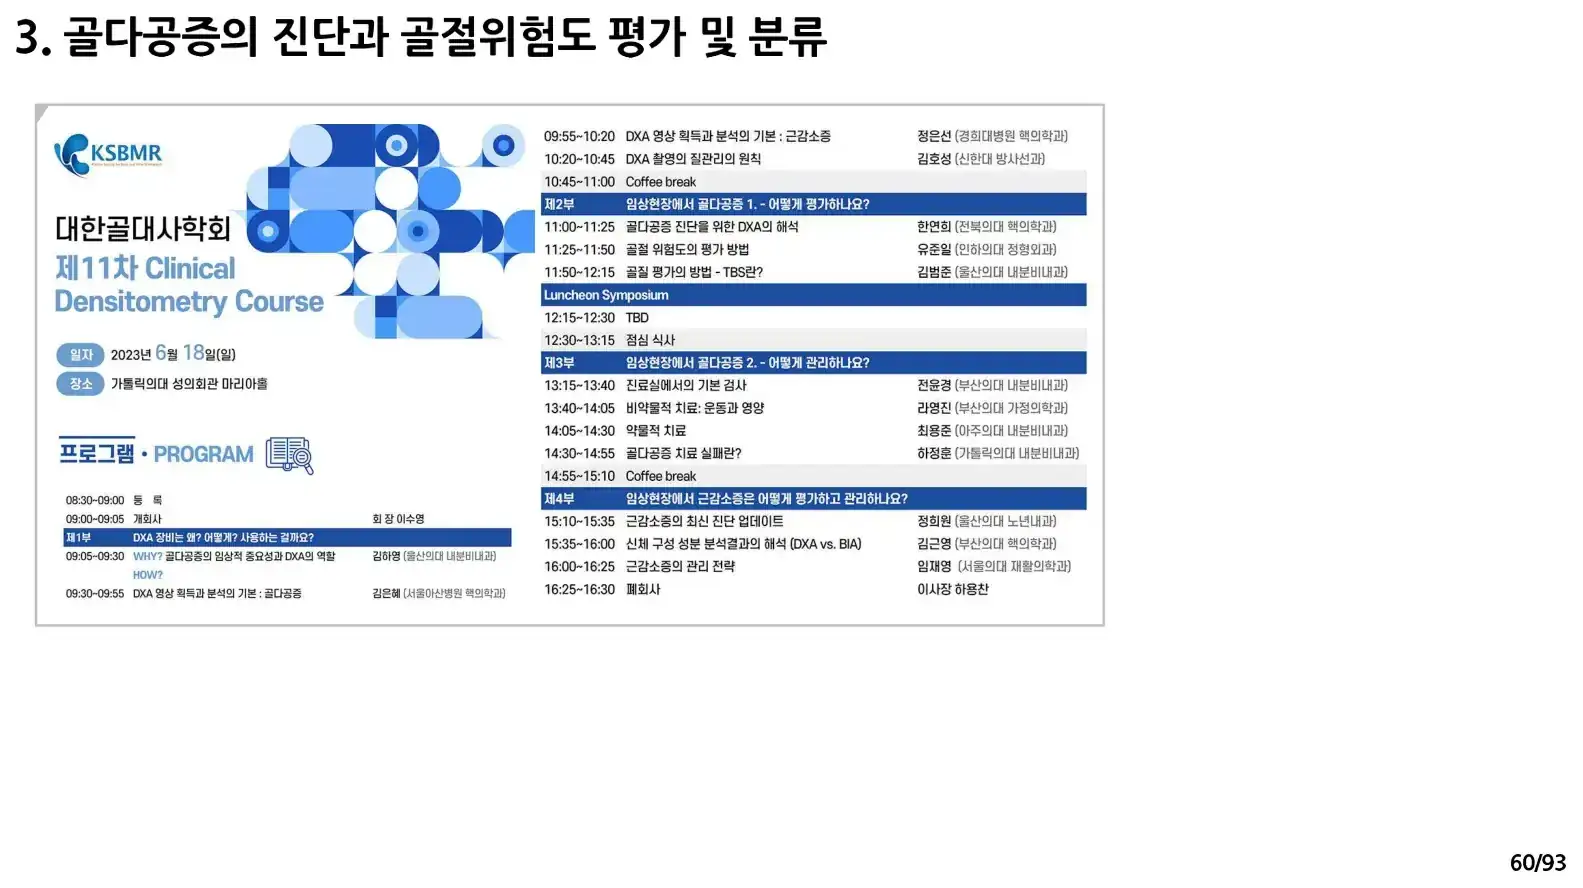 3. 골다공증의 진단과 골절위험도 평가 및 분류
KSBMR
대한골대사학회
제11차 Clinical
Densitometry Course
일자 2023년 6월 18일(일)
장소 가톨릭의대 성의회관 마리아홀
프로그램 · PROGRAM
08:30~09:00 등 록
09:00~09:05 개회사 회 장 이수영
제1부 DXA 장비는 왜? 어떻게? 사용하는 걸까요?
09:05~09:30 WHY? 골다공증의 임상적 중요성과 DXA의 역할 김하영 (울산의대 내분비내과)
HOW?
09:30~09:55 DXA 영상 획득과 분석의 기본 : 골다공증 김은혜 (서울아산병원 핵의학과)
09:55~10:20 DXA 영상 획득과 분석의 기본 : 근감소증 정은선 (경희대병원 핵의학과)
10:20~10:45 DXA 촬영의 질관리의 원칙 김호성 (신한대 방사선과)
10:45~11:00 Coffee break
제2부 임상현장에서 골다공증 1. - 어떻게 평가하나요?
11:00~11:25 골다공증 진단을 위한 DXA의 해석 한연희 (전북의대 핵의학과)
11:25~11:50 골절 위험도의 평가 방법 유준일 (인하의대 정형외과)
11:50~12:15 골질 평가의 방법 - TBS란? 김범준 (울산의대 내분비내과)
Luncheon Symposium
12:15~12:30 TBD
12:30~13:15 점심 식사
제3부 임상현장에서 골다공증 2. - 어떻게 관리하나요?
13:15~13:40 진료실에서의 기본 검사 전윤경 (부산의대 내분비내과)
13:40~14:05 비약물적 치료: 운동과 영양 라영진 (부산의대 가정의학과)
14:05~14:30 약물적 치료 최용준 (아주의대 내분비내과)
14:30~14:55 골다공증 치료 실패란? 하정훈 (가톨릭의대 내분비내과)
14:55~15:10 Coffee break
제4부 임상현장에서 근감소증은 어떻게 평가하고 관리하나요?
15:10~15:35 근감소증의 최신 진단 업데이트 정희원 (울산의대 노년내과)
15:35~16:00 신체 구성 성분 분석결과의 해석 (DXA vs. BIA) 김근영 (부산의대 핵의학과)
16:00~16:25 근감소증의 관리 전략 임재영 (서울의대 재활의학과)
16:25~16:30 폐회사 이사장 하용찬
60/93